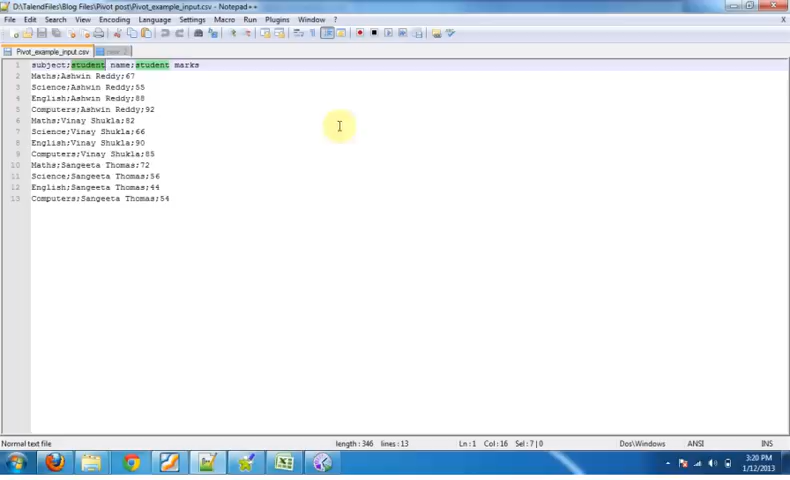 D:\TalendFiles\Blog Files\Pivot post\Pivot_example_input.csv - Notepad++
File Edit Search View Encoding Language Settings Macro Run Plugins Window ? X
Pivot_example_input.csv new 2
1 subject;student name;student marks
2 Maths;Ashwin Reddy;67
3 Science;Ashwin Reddy;55
4 English;Ashwin Reddy;88
5 Computers;Ashwin Reddy;92
6 Maths;Vinay Shukla;82
7 Science;Vinay Shukla;66
8 English;Vinay Shukla;90
9 Computers;Vinay Shukla;85
10 Maths;Sangeeta Thomas;72
11 Science;Sangeeta Thomas;56
12 English;Sangeeta Thomas;44
13 Computers;Sangeeta Thomas;54
Normal text file length : 346 lines : 13 Ln : 1 Col : 16 Sel : 7 | 0 Dos\Windows ANSI INS
3:20 PM
1/12/2013